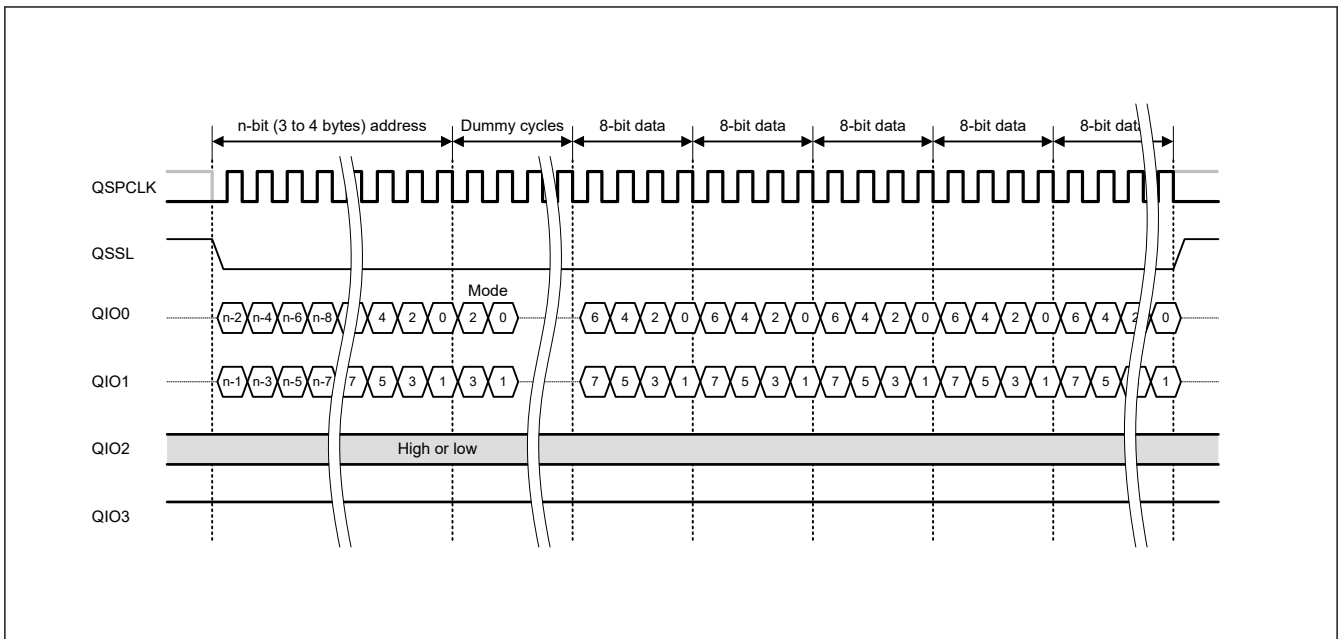 n-bit (3 to 4 bytes) address Dummy cycles 8-bit data 8-bit data 8-bit data 8-bit data 8-bit data
QSPCLK
QSSL
Mode
QIO0 n-2 n-4 n-6 n-8 4 2 0 2 0 6 4 2 0 6 4 2 0 6 4 2 0 6 4 2 0 6 4 2 0
QIO1 n-1 n-3 n-5 n-7 7 5 3 1 3 1 7 5 3 1 7 5 3 1 7 5 3 1 7 5 3 1 7 5 1
QIO2 High or low
QIO3